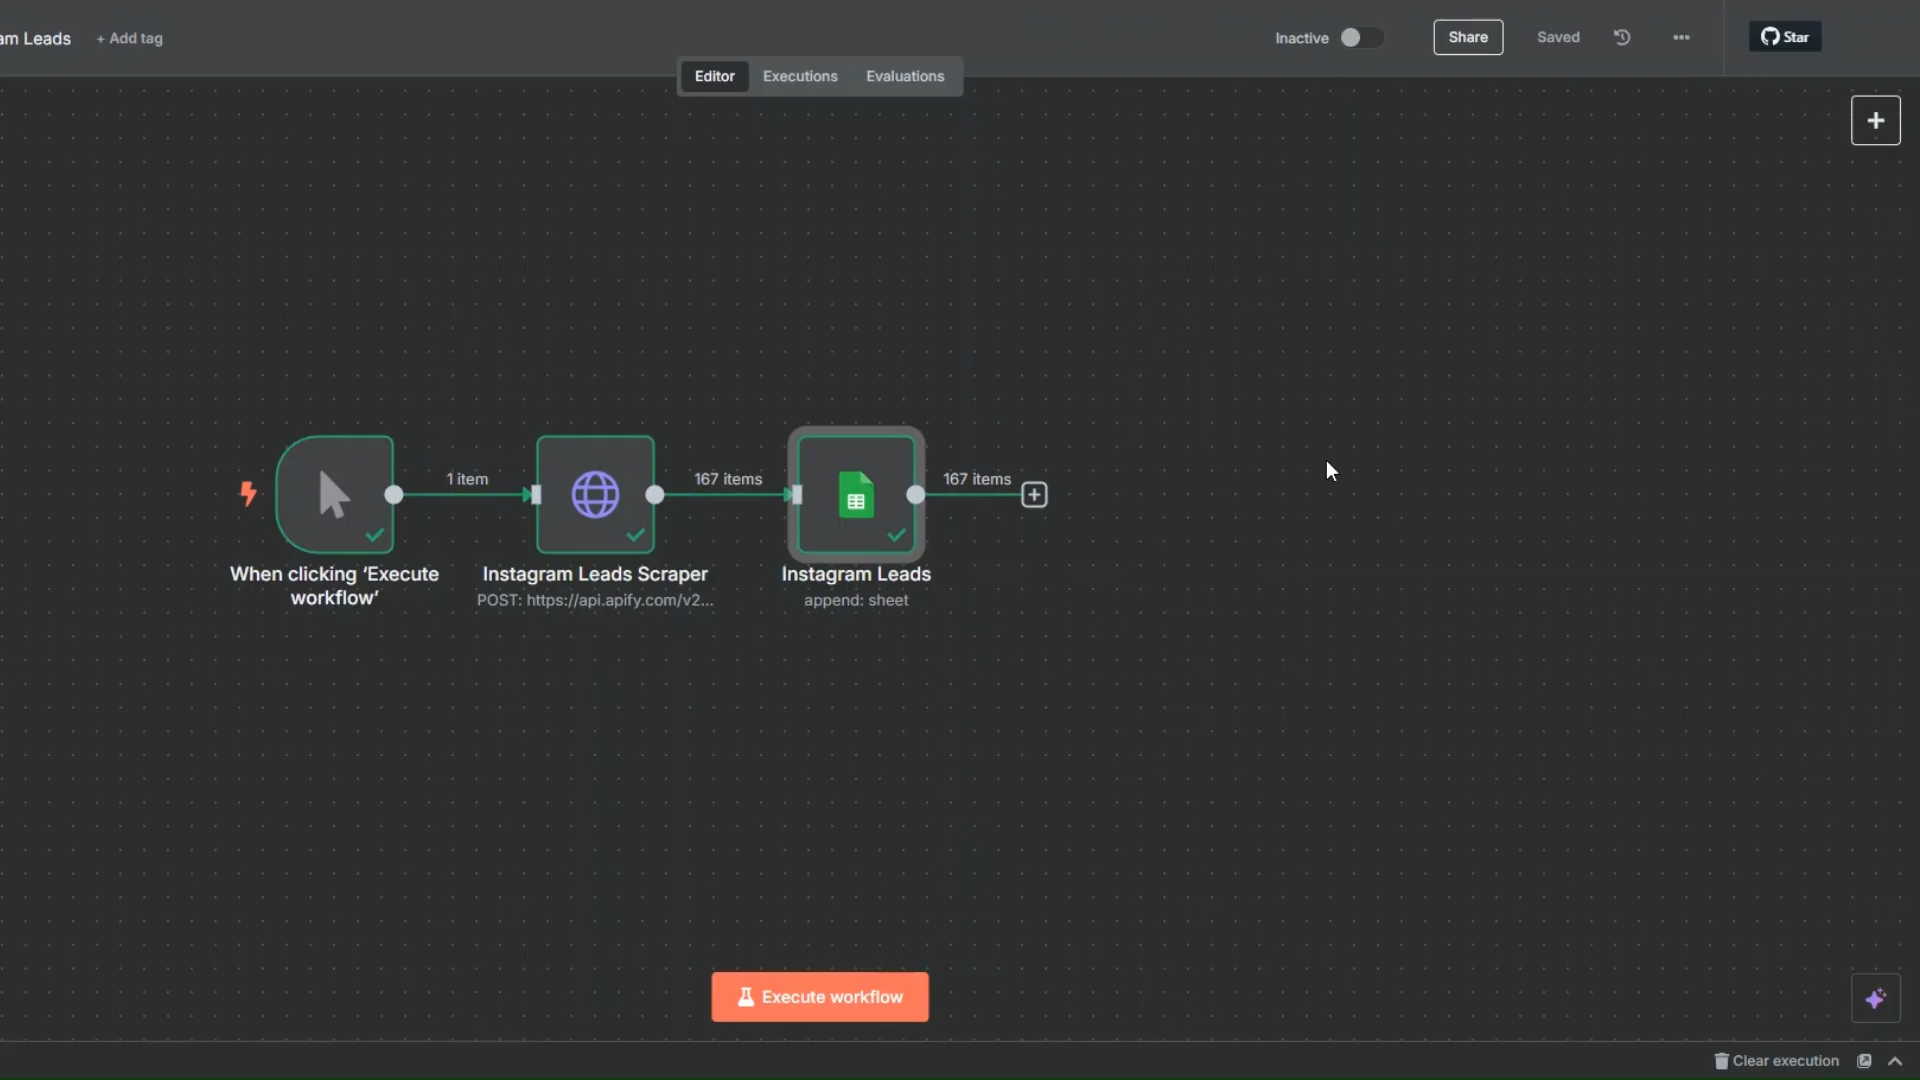 am Leads
+ Add tag
Inactive
Share
Saved
Star
Editor
Executions
Evaluations
1 item
167 items
167 items
When clicking ‘Execute
workflow’
Instagram Leads Scraper
POST: https://api.apify.com/v2...
Instagram Leads
append: sheet
Execute workflow
Clear execution